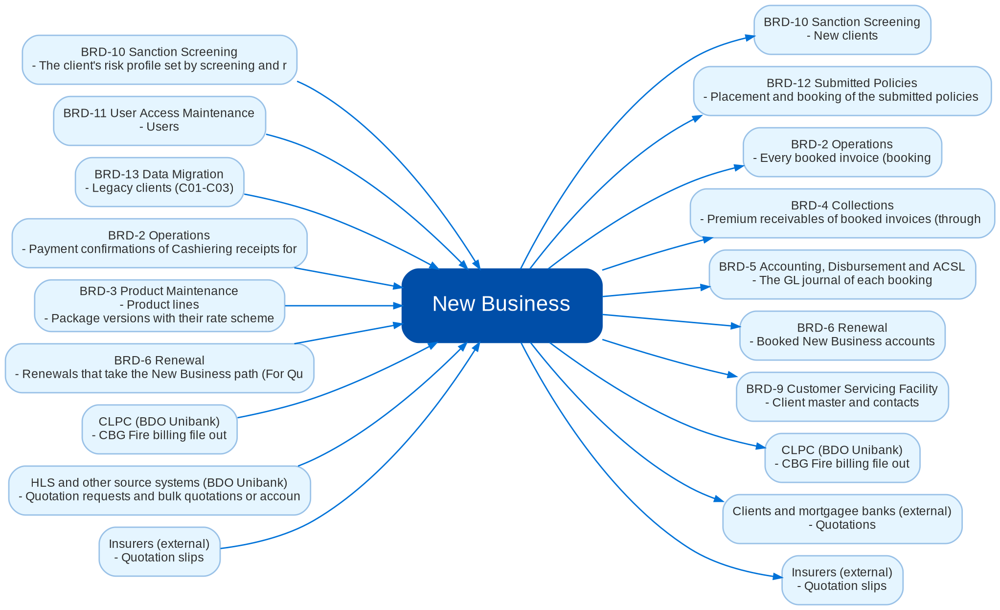 BRD-10 Sanction Screening
- The client's risk profile set by screening and r
BRD-11 User Access Maintenance
- Users
BRD-13 Data Migration
- Legacy clients (C01-C03)
BRD-2 Operations
- Payment confirmations of Cashiering receipts for
BRD-3 Product Maintenance
- Product lines
- Package versions with their rate scheme
BRD-6 Renewal
- Renewals that take the New Business path (For Qu
CLPC (BDO Unibank)
- CBG Fire billing file out
HLS and other source systems (BDO Unibank)
- Quotation requests and bulk quotations or accoun
Insurers (external)
- Quotation slips
New Business
BRD-10 Sanction Screening
- New clients
BRD-12 Submitted Policies
- Placement and booking of the submitted policies
BRD-2 Operations
- Every booked invoice (booking
BRD-4 Collections
- Premium receivables of booked invoices (through
BRD-5 Accounting, Disbursement and ACSL
- The GL journal of each booking
BRD-6 Renewal
- Booked New Business accounts
BRD-9 Customer Servicing Facility
- Client master and contacts
CLPC (BDO Unibank)
- CBG Fire billing file out
Clients and mortgagee banks (external)
- Quotations
Insurers (external)
- Quotation slips